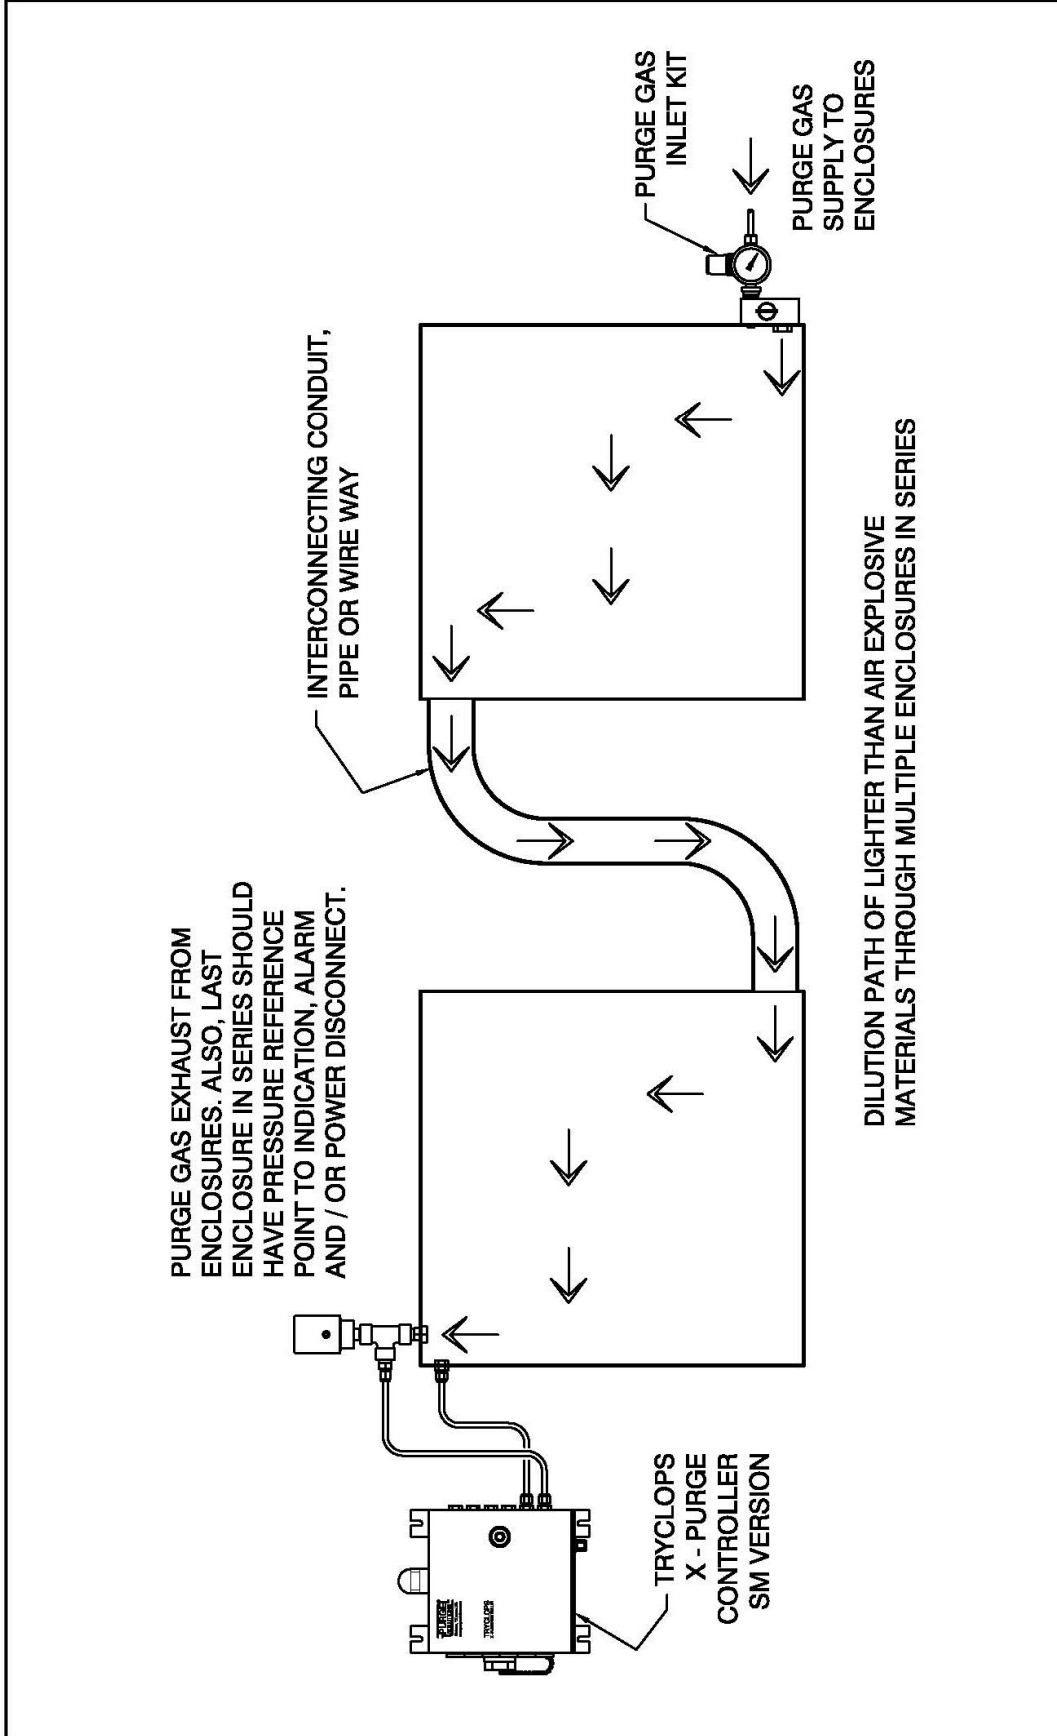 PURGE GAS EXHAUST FROM
ENCLOSURES. ALSO, LAST
ENCLOSURE IN SERIES SHOULD
HAVE PRESSURE REFERENCE
POINT TO INDICATION, ALARM
AND / OR POWER DISCONNECT.
INTERCONNECTING CONDUIT,
PIPE OR WIRE WAY
PURGE GAS
INLET KIT
PURGE GAS
SUPPLY TO
ENCLOSURES
TRYCLOPS
X - PURGE
CONTROLLER
SM VERSION
PURGE
TRYCLOPS
DILUTION PATH OF LIGHTER THAN AIR EXPLOSIVE
MATERIALS THROUGH MULTIPLE ENCLOSURES IN SERIES